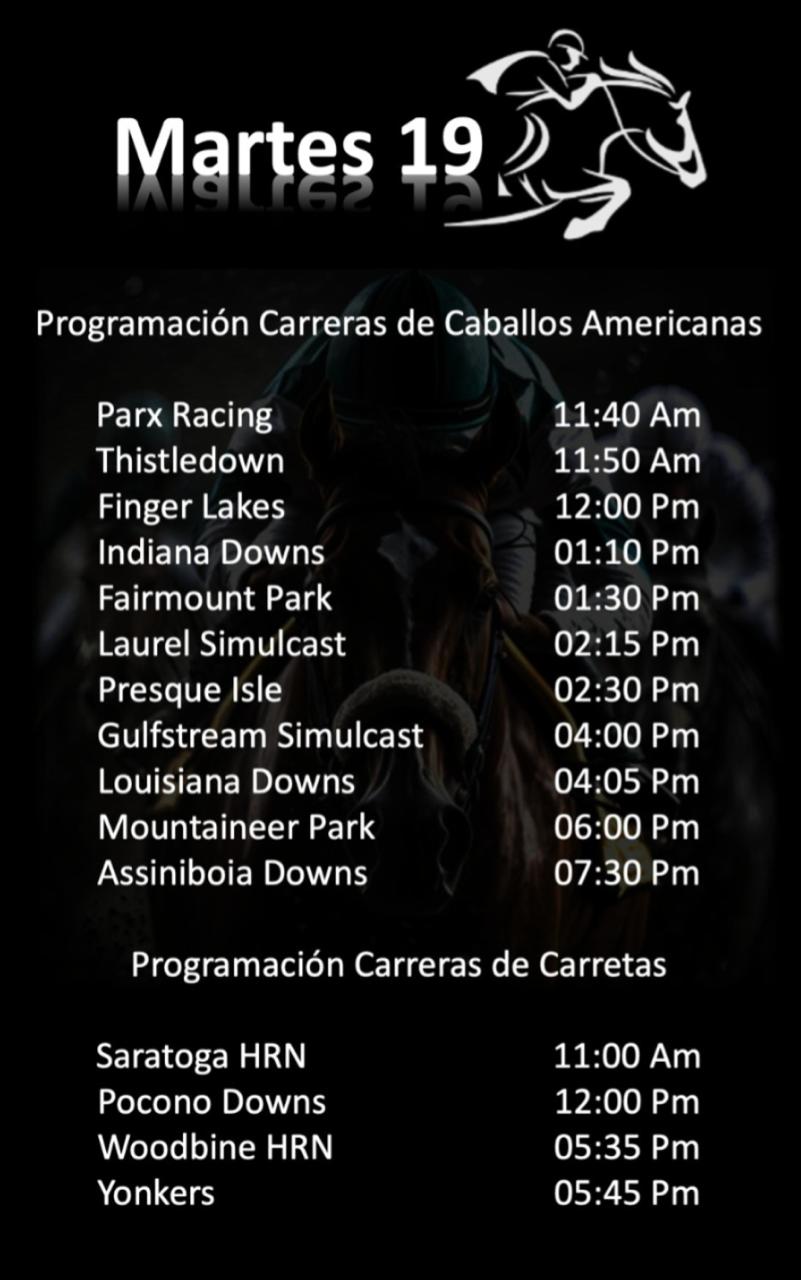 Martes 19
Programación Carreras de Caballos Americanas
Parx Racing 11:40 Am
Thistledown 11:50 Am
Finger Lakes 12:00 Pm
Indiana Downs 01:10 Pm
Fairmount Park 01:30 Pm
Laurel Simulcast 02:15 Pm
Presque Isle 02:30 Pm
Gulfstream Simulcast 04:00 Pm
Louisiana Downs 04:05 Pm
Mountaineer Park 06:00 Pm
Assiniboia Downs 07:30 Pm
Programación Carreras de Carretas
Saratoga HRN 11:00 Am
Pocono Downs 12:00 Pm
Woodbine HRN 05:35 Pm
Yonkers 05:45 Pm